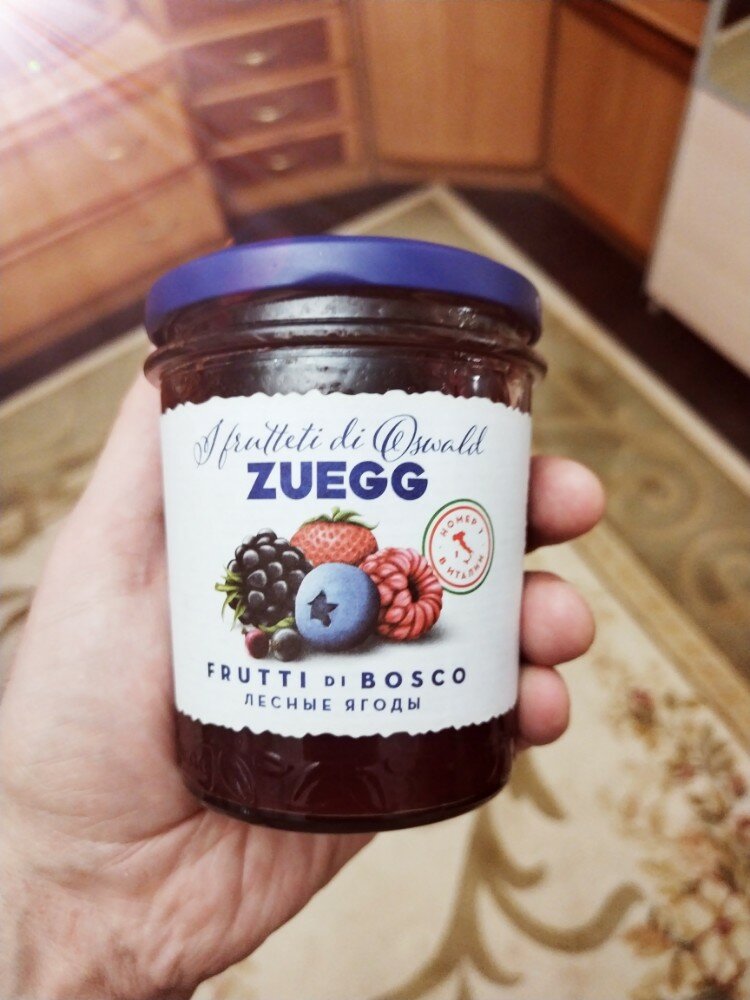 I frutteti di Oswald
ZUEGG
НОМЕР 1
В ИТАЛИИ
FRUTTI DI BOSCO
ЛЕСНЫЕ ЯГОДЫ